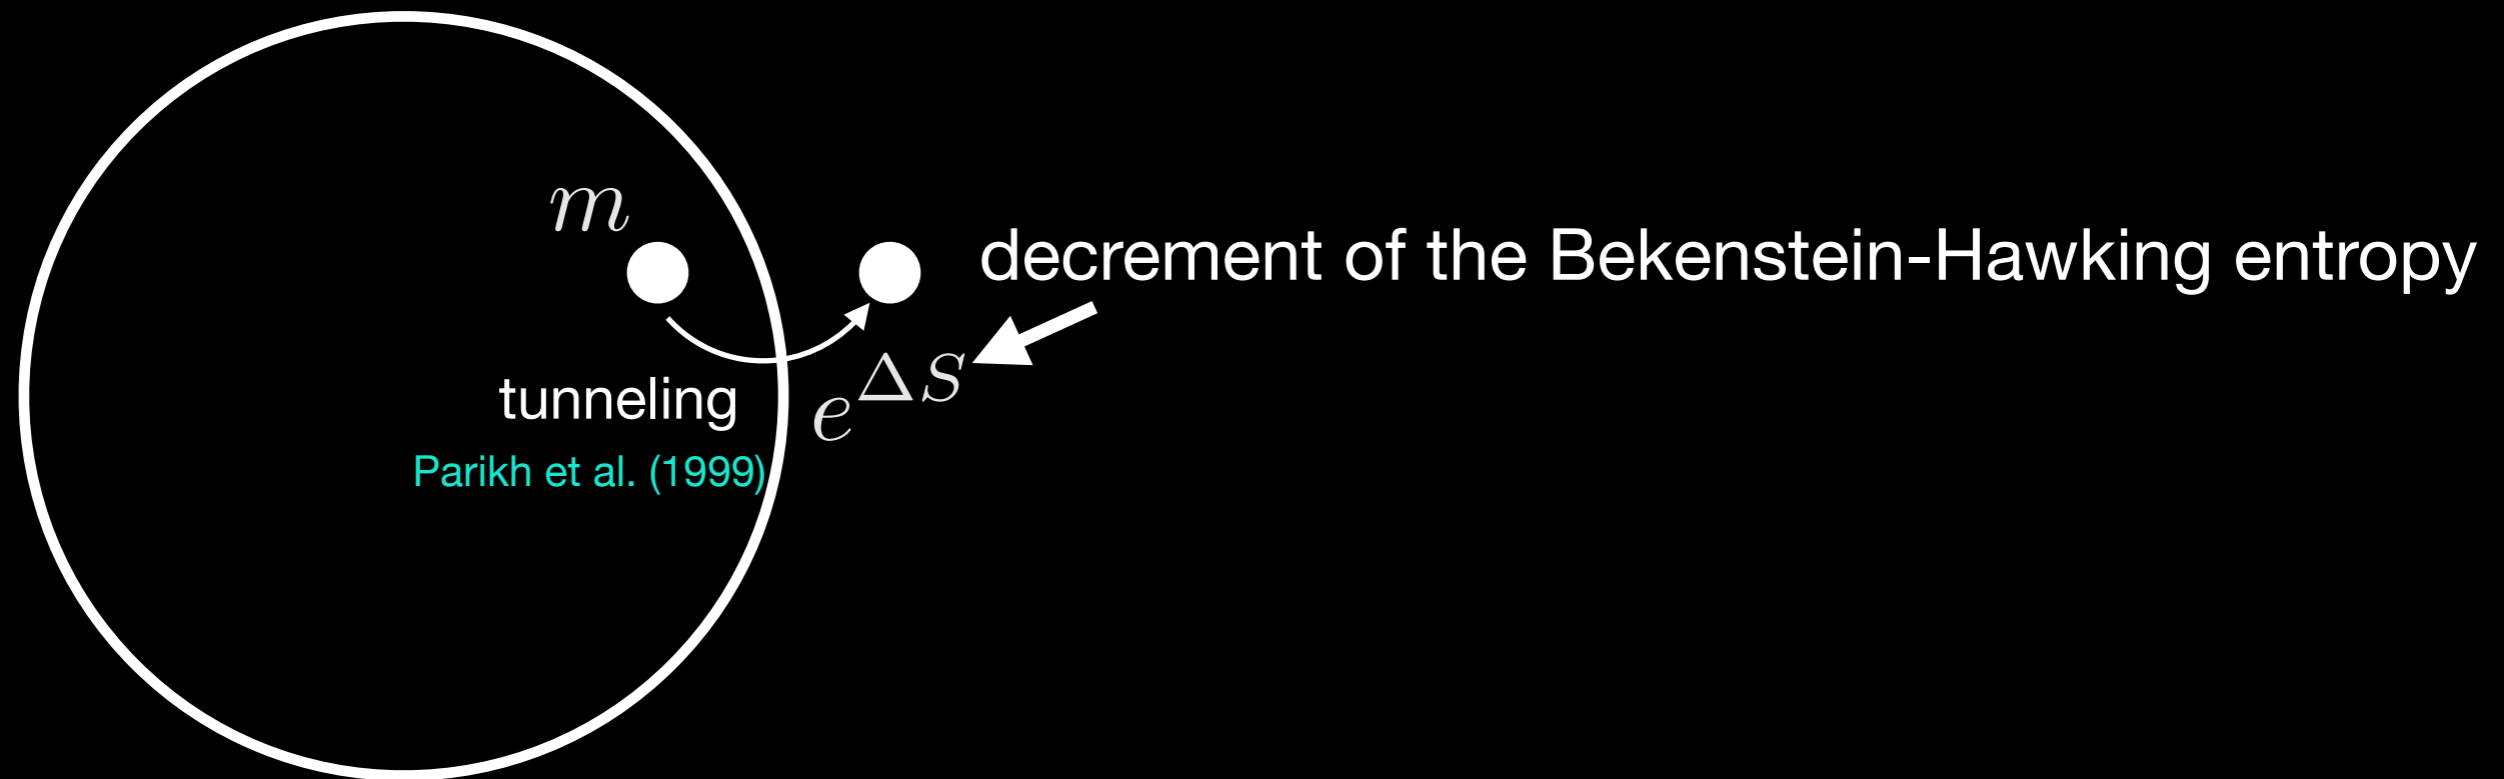 m
decrement of the Bekenstein-Hawking entropy
e^{Δs}
tunneling
Parikh et al. (1999)